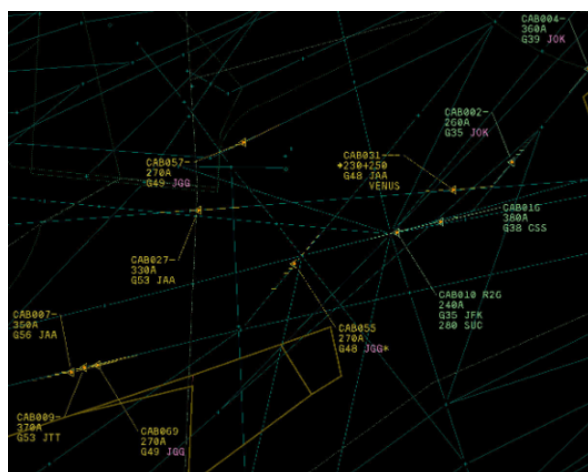 CAB004-
360A
G39 JOK
CAB002-
260A
G35 JOK
CAB057-
270A
G49 JGG
CAB031-
*230+250
G48 JAA
VENUS
CAB016
380A
G38 CSS
CAB027-
330A
G53 JAA
CAB010 R2G
240A
G35 JFK
280 SUC
CAB007-
360A
G56 JAA
CAB055
270A
G48 JGG*
CAB009-
370A
G53 JTT
CAB069
270A
G49 JGG